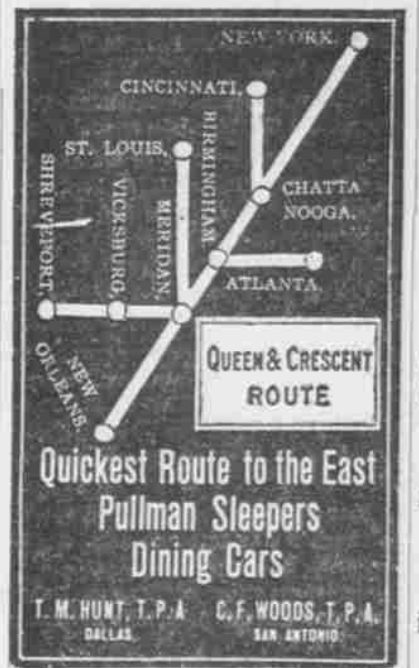 NEW YORK.
CINCINNATI,
ST. LOUIS,
BIRMINGHAM,
SHREVEPORT,
VICKSBURG,
MERIDAN,
CHATTA
NOOGA.
ATLANTA.
NEW
ORLEANS.
QUEEN & CRESCENT
ROUTE
Quickest Route to the East
Pullman Sleepers
Dining Cars
T. M. HUNT, T. P. A C. F. WOODS, T. P. A.
DALLAS SAN ANTONIO